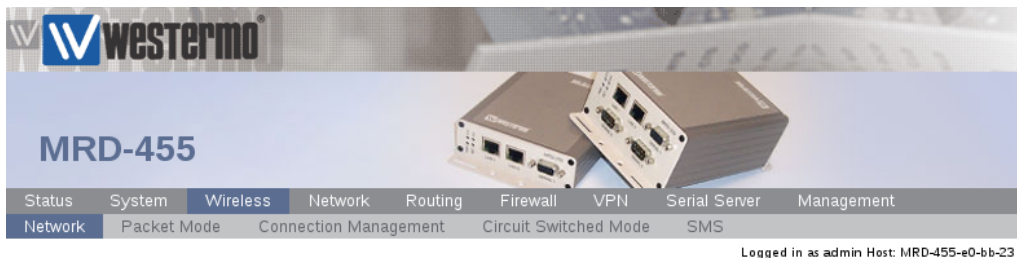 westermo®
MRD-455
Status System Wireless Network Routing Firewall VPN Serial Server Management
Network Packet Mode Connection Management Circuit Switched Mode SMS
Logged in as admin Host: MRD-455-e0-bb-23